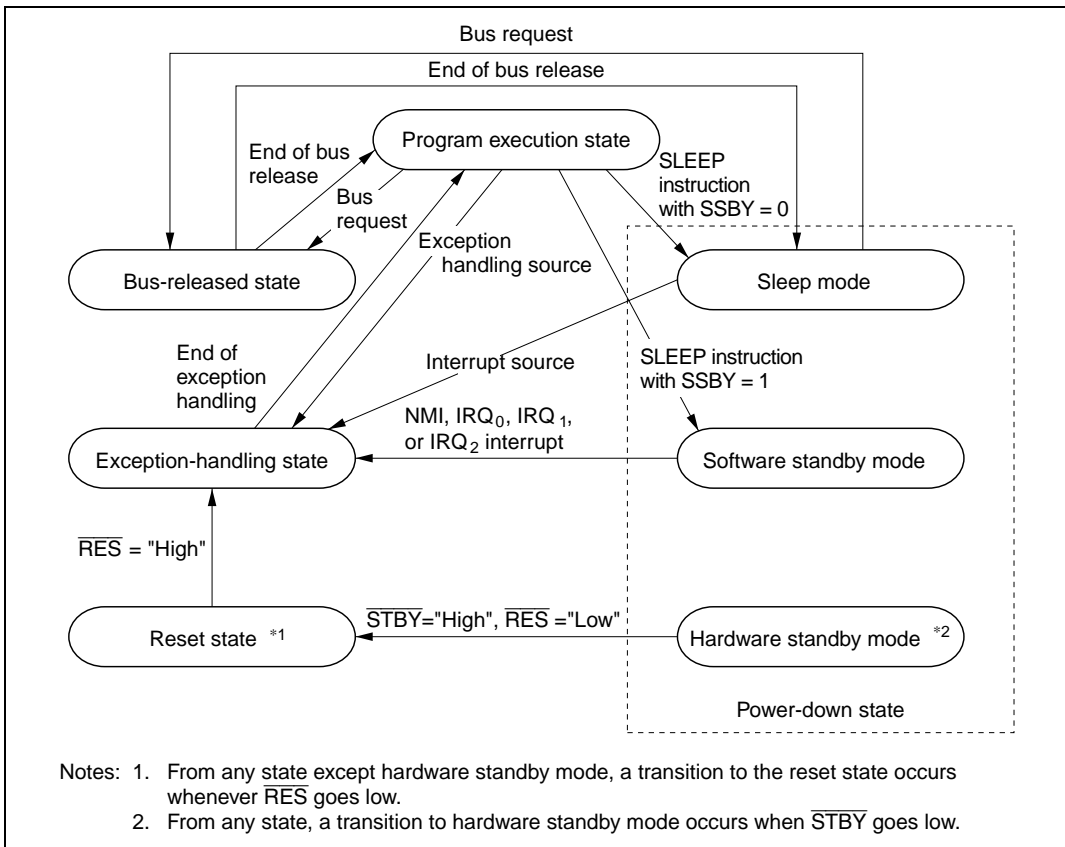 Bus request
End of bus release
Program execution state
End of bus
release
Bus
request
SLEEP
instruction
with SSBY = 0
Exception
handling source
Bus-released state
Sleep mode
End of
exception
handling
Interrupt source
SLEEP instruction
with SSBY = 1
NMI, IRQ₀, IRQ₁,
or IRQ₂ interrupt
Exception-handling state
Software standby mode
R̅E̅S̅ = "High"
S̅T̅B̅Y̅="High", R̅E̅S̅ ="Low"
Reset state *1
Hardware standby mode *2
Power-down state
Notes: 1. From any state except hardware standby mode, a transition to the reset state occurs
whenever R̅E̅S̅ goes low.
2. From any state, a transition to hardware standby mode occurs when S̅T̅B̅Y̅ goes low.